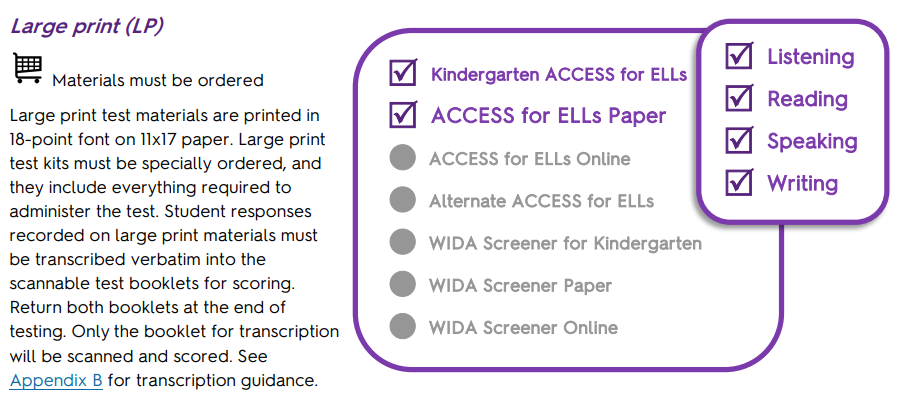 Large print (LP)
Materials must be ordered
Large print test materials are printed in
18-point font on 11x17 paper. Large print
test kits must be specially ordered, and
they include everything required to
administer the test. Student responses
recorded on large print materials must
be transcribed verbatim into the
scannable test booklets for scoring.
Return both booklets at the end of
testing. Only the booklet for transcription
will be scanned and scored. See
Appendix B for transcription guidance.
Kindergarten ACCESS for ELLs
ACCESS for ELLs Paper
ACCESS for ELLs Online
Alternate ACCESS for ELLs
WIDA Screener for Kindergarten
WIDA Screener Paper
WIDA Screener Online
Listening
Reading
Speaking
Writing